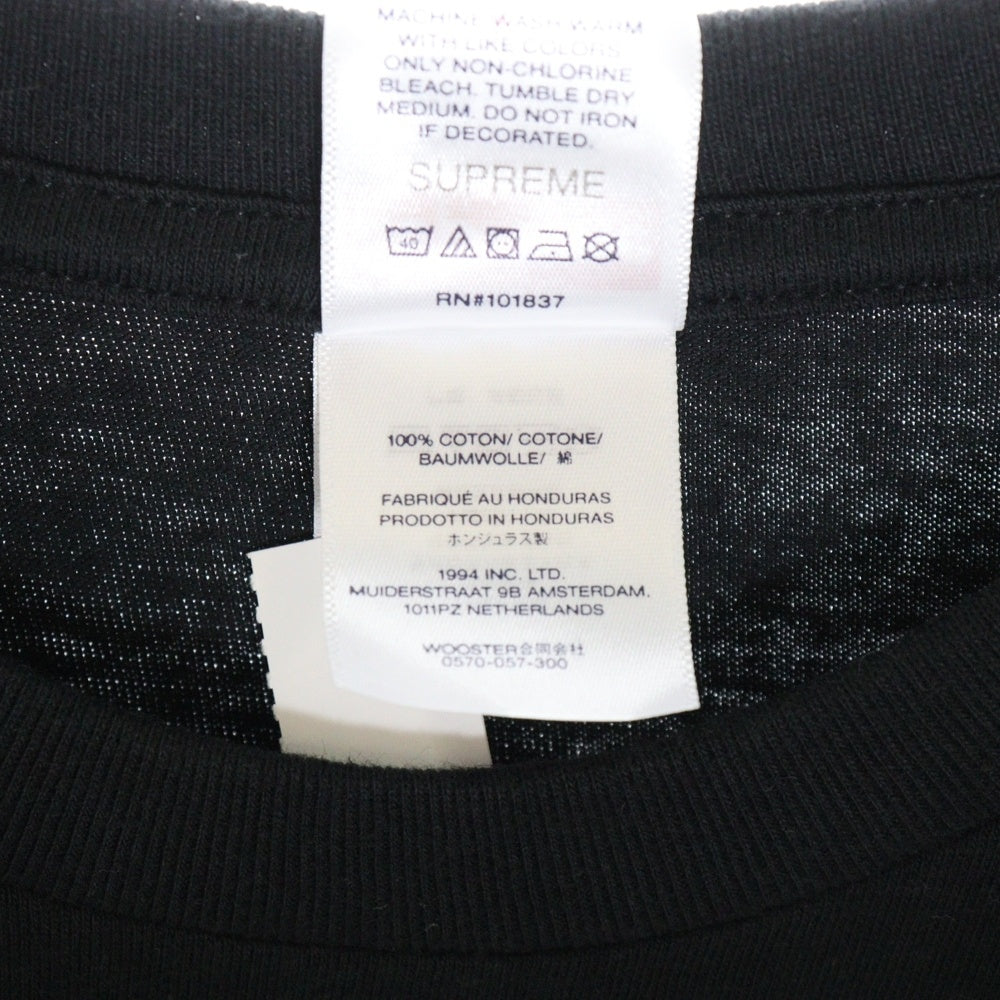 MACHINE WASH WARM
WITH LIKE COLORS
ONLY NON-CHLORINE
BLEACH. TUMBLE DRY
MEDIUM. DO NOT IRON
IF DECORATED.
SUPREME
40
RN#101837
100% COTON/ COTONE/
BAUMWOLLE/ 綿
FABRIQUÉ AU HONDURAS
PRODOTTO IN HONDURAS
ホンジュラス製
1994 INC. LTD.
MUIDERSTRAAT 9B AMSTERDAM.
1011PZ NETHERLANDS
WOOSTER合同会社
0570-057-300